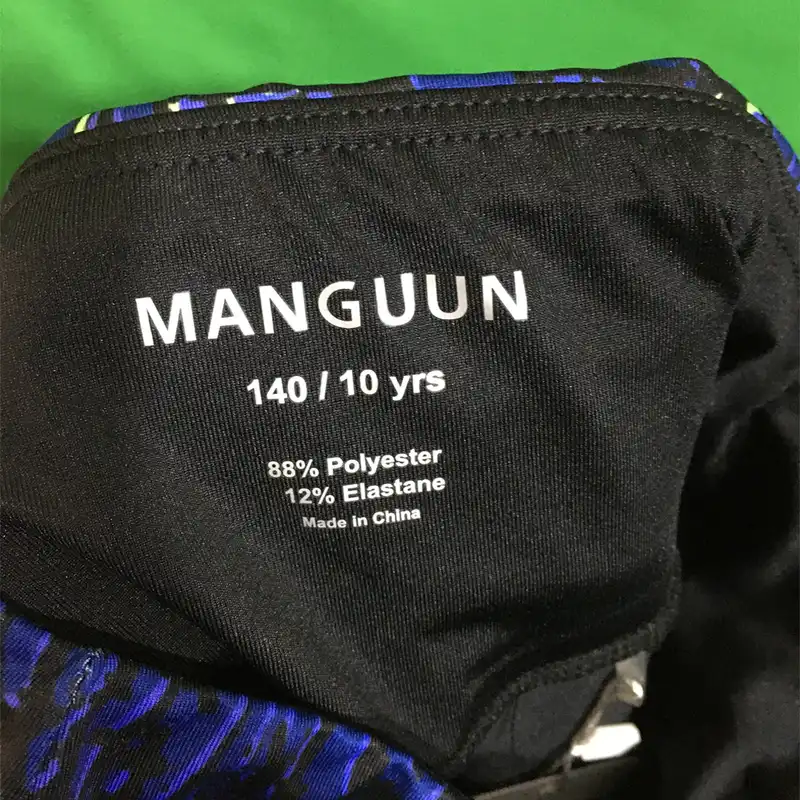 MANGUUN
140 / 10 yrs
88% Polyester
12% Elastane
Made in China